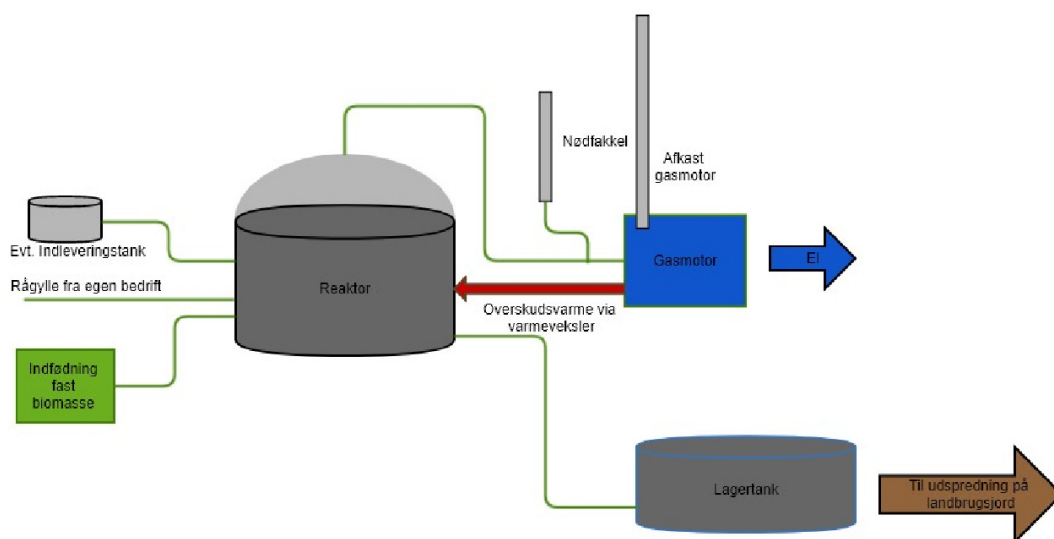 Nødfakkel
Afkast
gasmotor
Evt. Indleveringstank
Rågylle fra egen bedrift
Reaktor
Gasmotor
El
Overskudsvarme via
varmeveksler
Indfødning
fast
biomasse
Lagertank
Til udspredning på
landbrugsjord